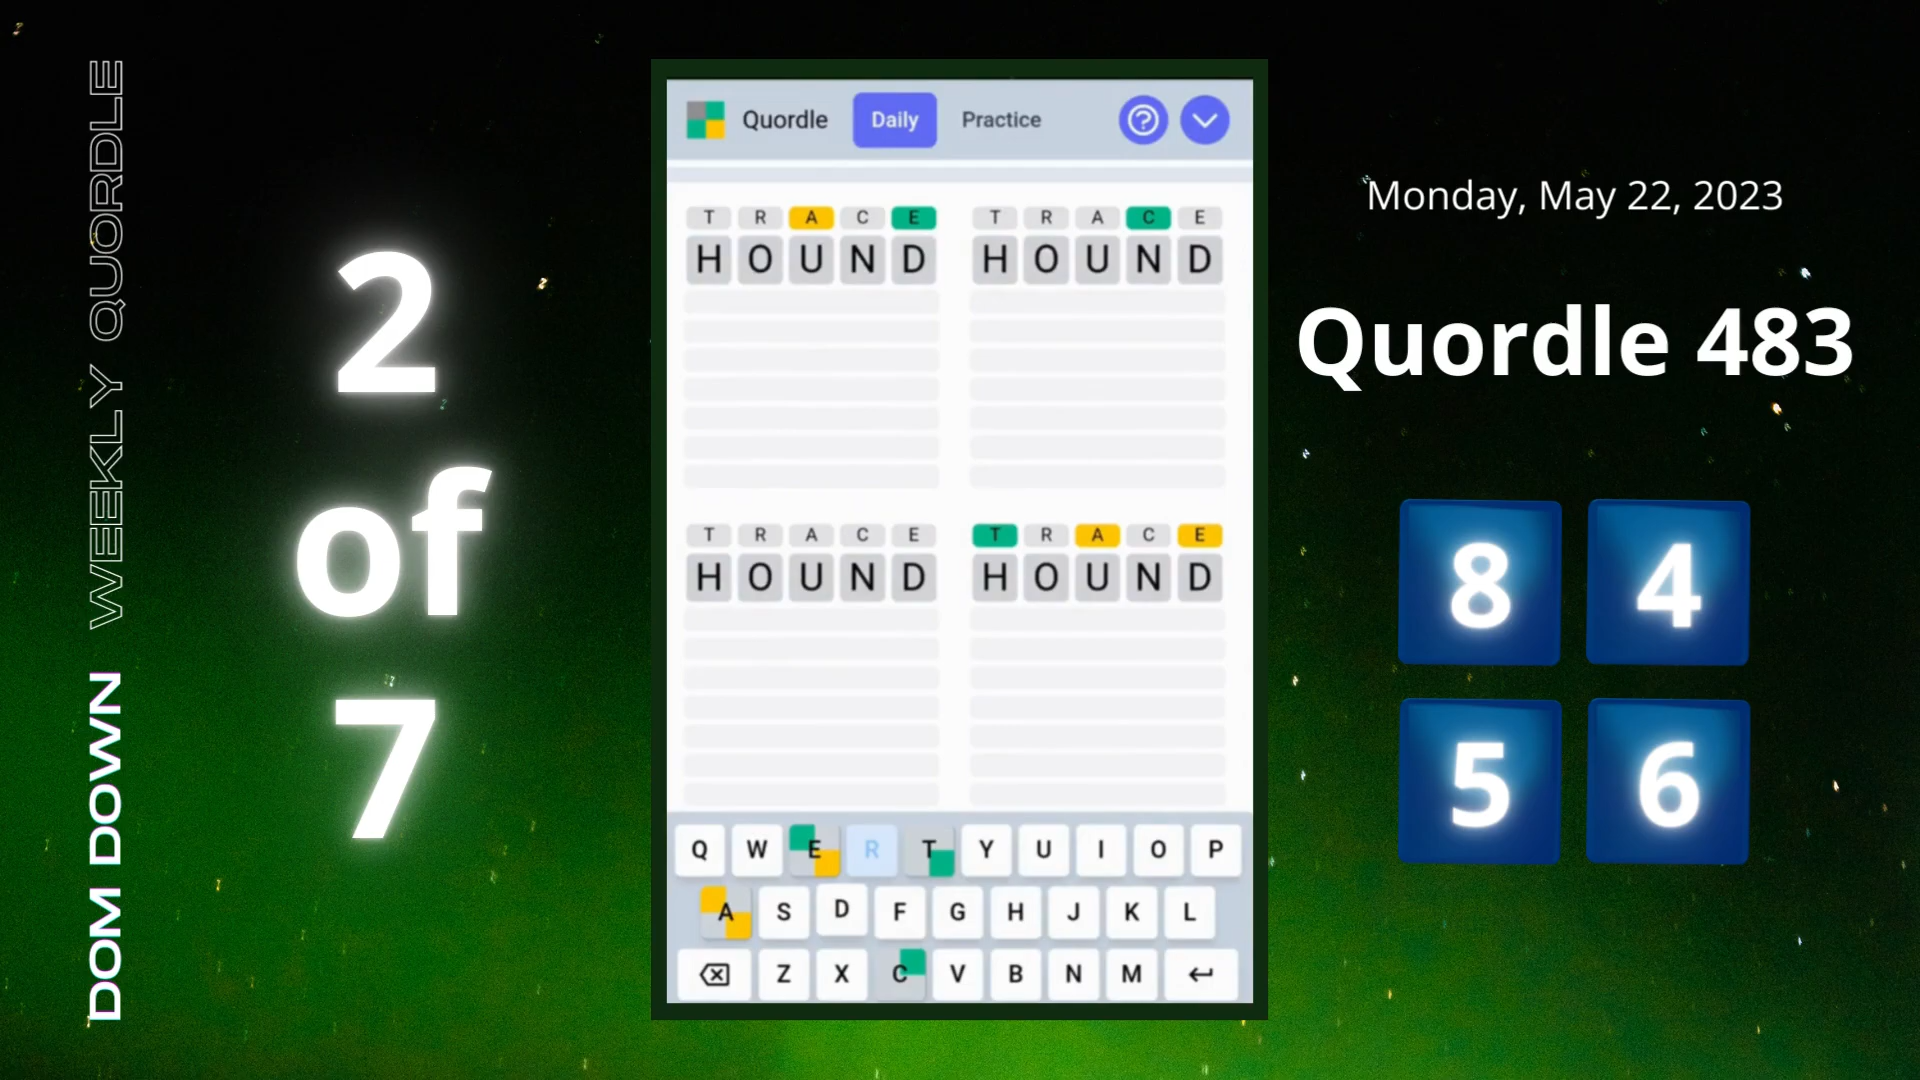 DOM DOWN WEEKLY QUORDLE
2
of
7
Quordle Daily Practice
T R A C E
H O U N D
T R A C E
H O U N D
T R A C E
H O U N D
T R A C E
H O U N D
Q W E R T Y U I O P
A S D F G H J K L
Z X C V B N M
Monday, May 22, 2023
Quordle 483
8 4
5 6